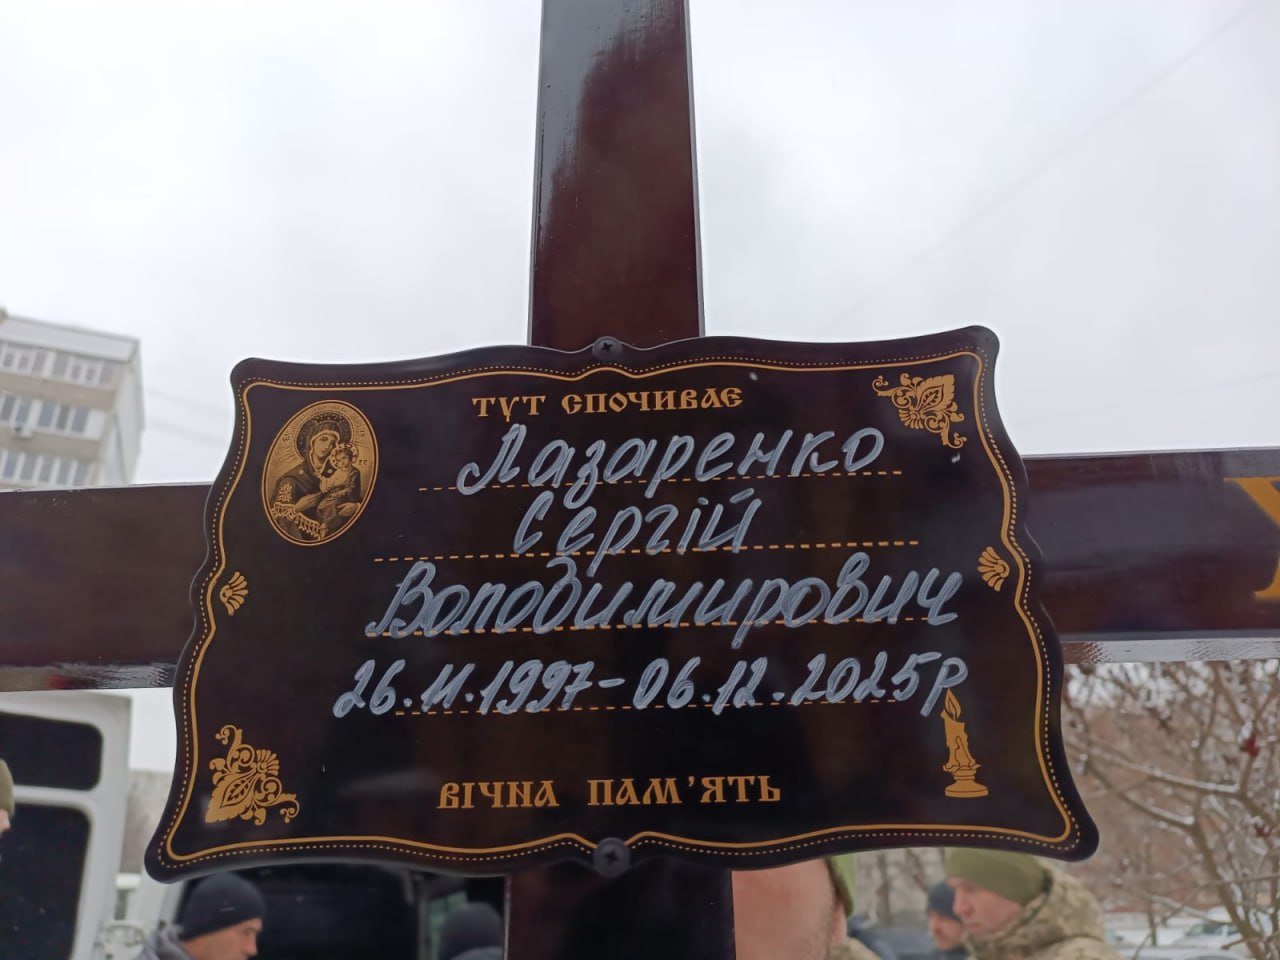 ТУТ СПОЧИВАЄ
Лазаренко
Сергій
Володимирович
26.11.1997-06.12.2025р
ВІЧНА ПАМ'ЯТЬ